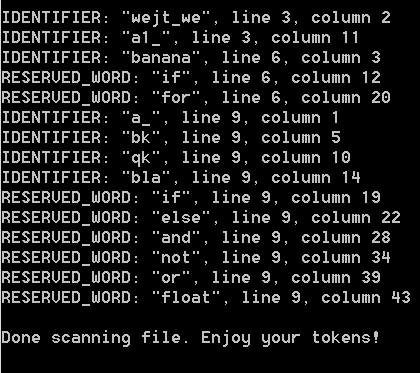 IDENTIFIER: "wejt_we", line 3, column 2
IDENTIFIER: "a1_", line 3, column 11
IDENTIFIER: "banana", line 6, column 3
RESERVED_WORD: "if", line 6, column 12
RESERVED_WORD: "for", line 6, column 20
IDENTIFIER: "a_", line 9, column 1
IDENTIFIER: "bk", line 9, column 5
IDENTIFIER: "qk", line 9, column 10
IDENTIFIER: "bla", line 9, column 14
RESERVED_WORD: "if", line 9, column 19
RESERVED_WORD: "else", line 9, column 22
RESERVED_WORD: "and", line 9, column 28
RESERVED_WORD: "not", line 9, column 34
RESERVED_WORD: "or", line 9, column 39
RESERVED_WORD: "float", line 9, column 43
Done scanning file. Enjoy your tokens!